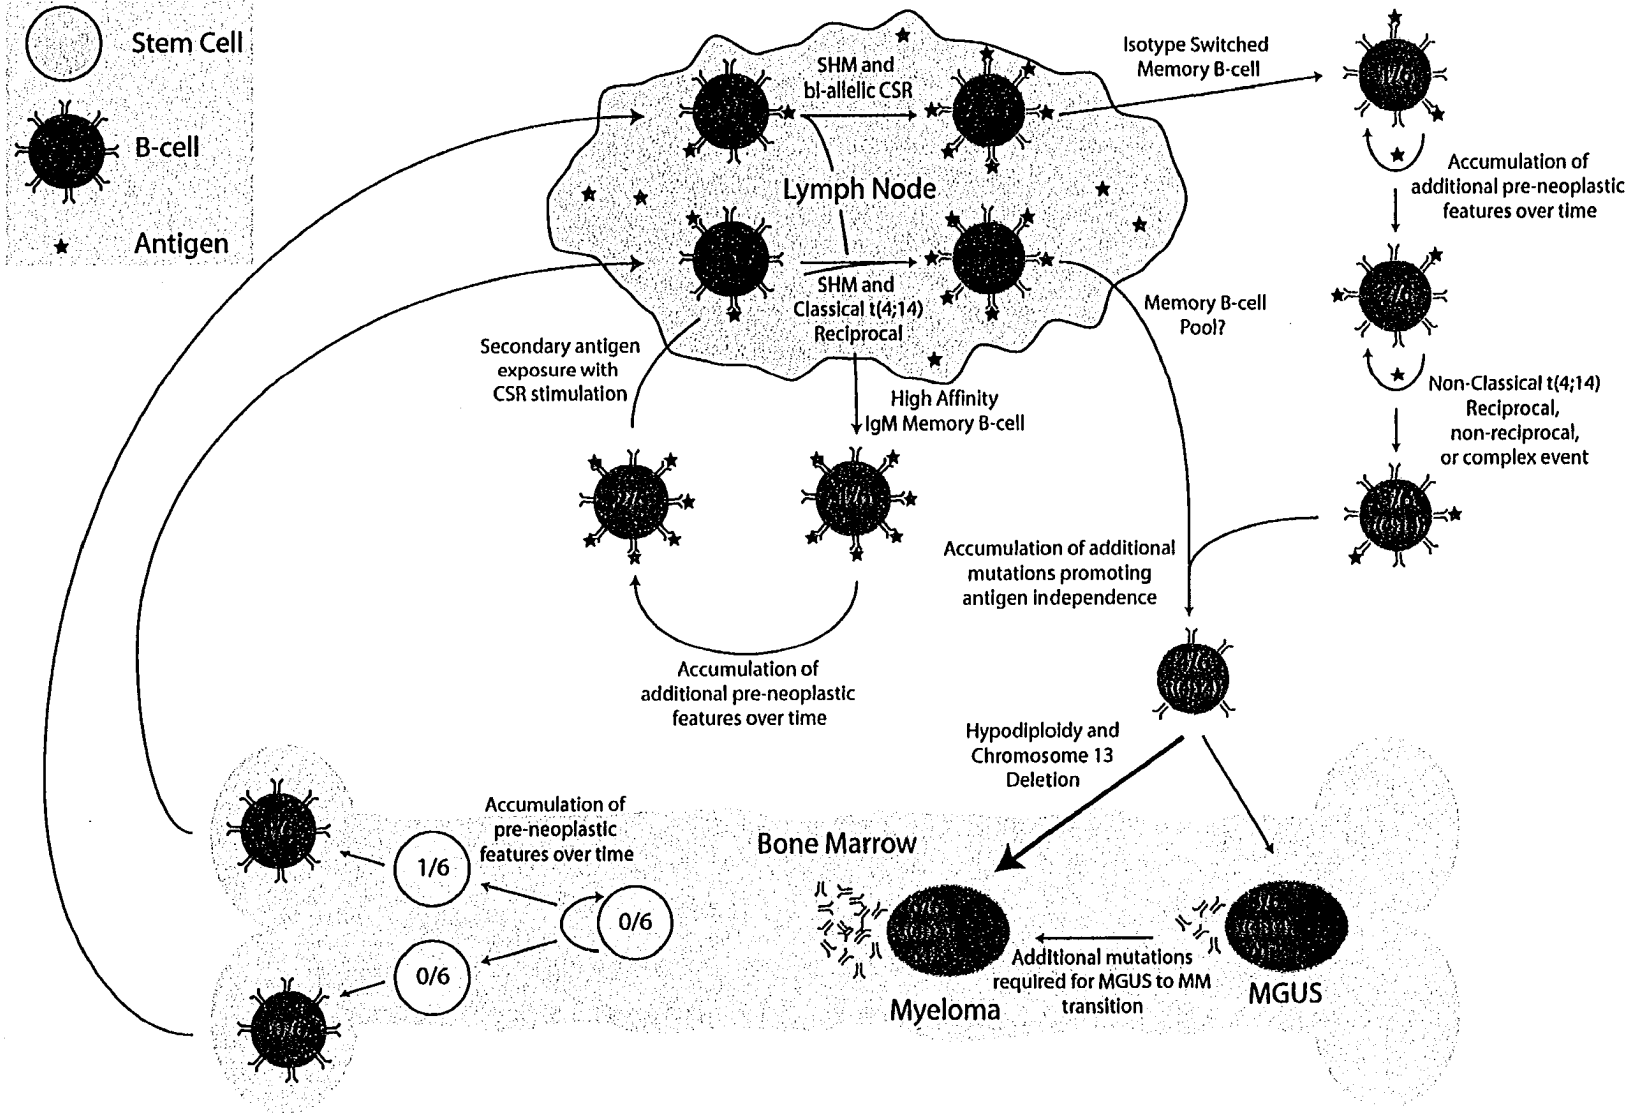 Stem Cell
B-cell
Antigen
SHM and
bi-allelic CSR
Isotype Switched
Memory B-cell
Lymph Node
SHM and
Classical t(4;14)
Reciprocal
Accumulation of
additional pre-neoplastic
features over time
Memory B-cell
Pool?
Secondary antigen
exposure with
CSR stimulation
High Affinity
IgM Memory B-cell
Non-Classical t(4;14)
Reciprocal,
non-reciprocal,
or complex event
Accumulation of additional
mutations promoting
antigen independence
Accumulation of
additional pre-neoplastic
features over time
Hypodiploidy and
Chromosome 13
Deletion
Accumulation of
pre-neoplastic
features over time
1/6
0/6
0/6
Bone Marrow
Additional mutations
required for MGUS to MM
transition
Myeloma
MGUS